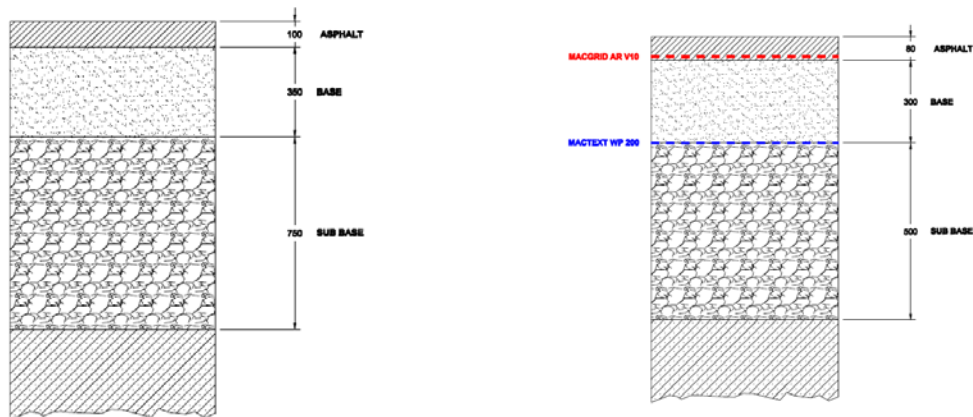 100 ASPHALT
350 BASE
750 SUB BASE
MACGRID AR V10
80 ASPHALT
300 BASE
MACTEXT WP 200
500 SUB BASE